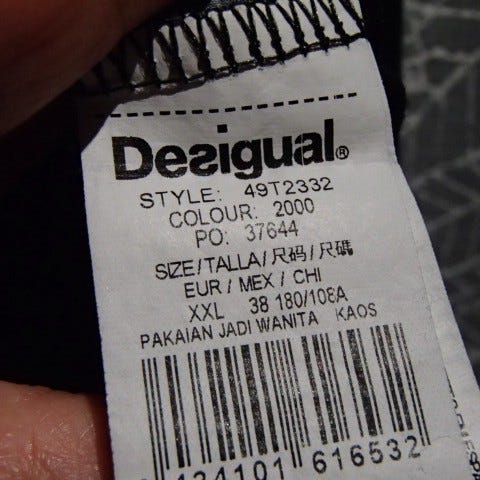 Desigual®
STYLE: 49T2332
COLOUR: 2000
PO: 37644
SIZE/TALLA/尺码/尺碼
EUR / MEX / CHI
XXL 38 180/108A
PAKAIAN JADI WANITA KAOS
434101 616532